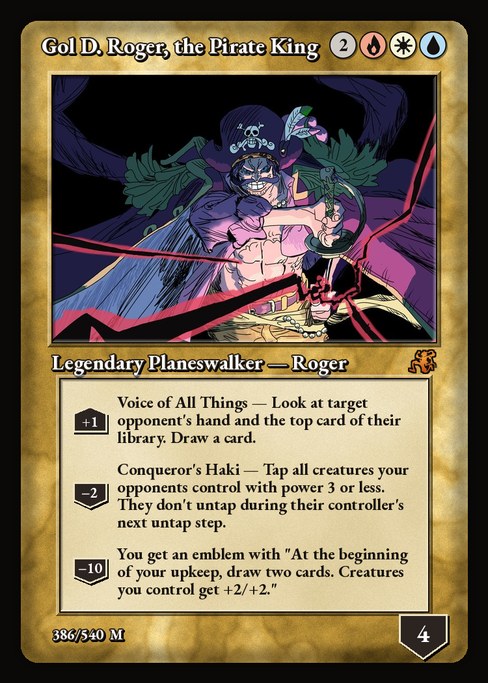 Gol D. Roger, the Pirate King 2
Legendary Planeswalker — Roger
+1
Voice of All Things — Look at target
opponent's hand and the top card of their
library. Draw a card.
−2
Conqueror's Haki — Tap all creatures your
opponents control with power 3 or less.
They don't untap during their controller's
next untap step.
−10
You get an emblem with "At the beginning
of your upkeep, draw two cards. Creatures
you control get +2/+2."
386/540 M
4